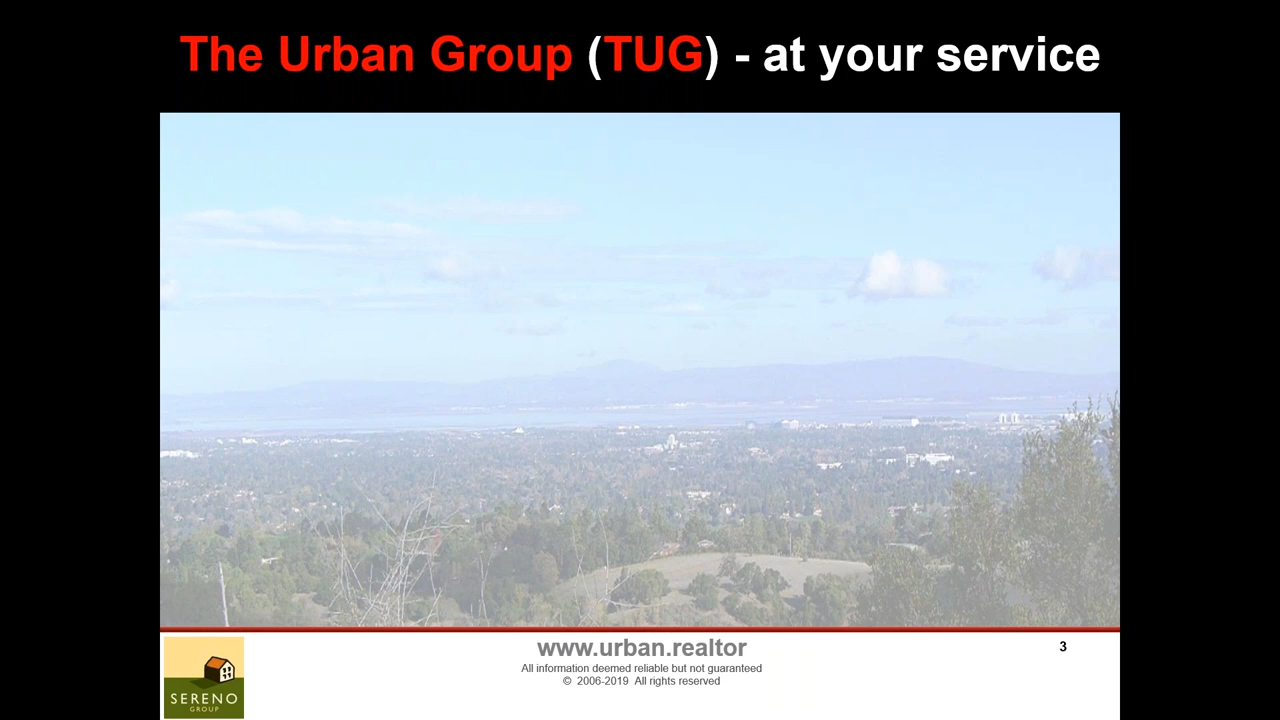 The Urban Group (TUG) - at your service
www.urban.realtor
3
All information deemed reliable but not guaranteed
© 2006-2019 All rights reserved
SERENO
GROUP